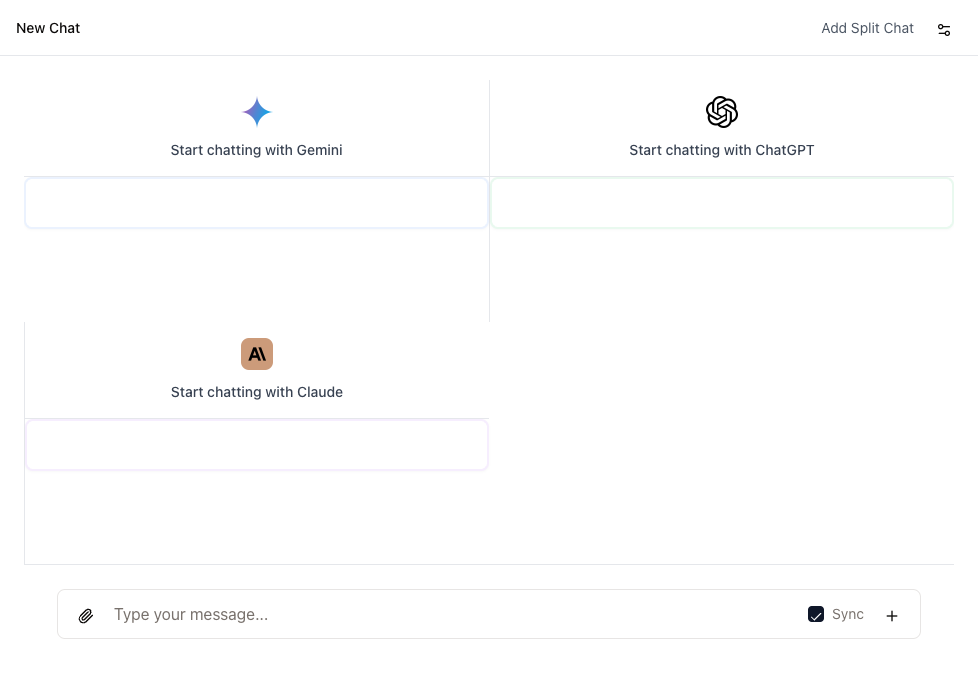 New Chat
Add Split Chat
Start chatting with Gemini
Start chatting with ChatGPT
Start chatting with Claude
Type your message...
Sync